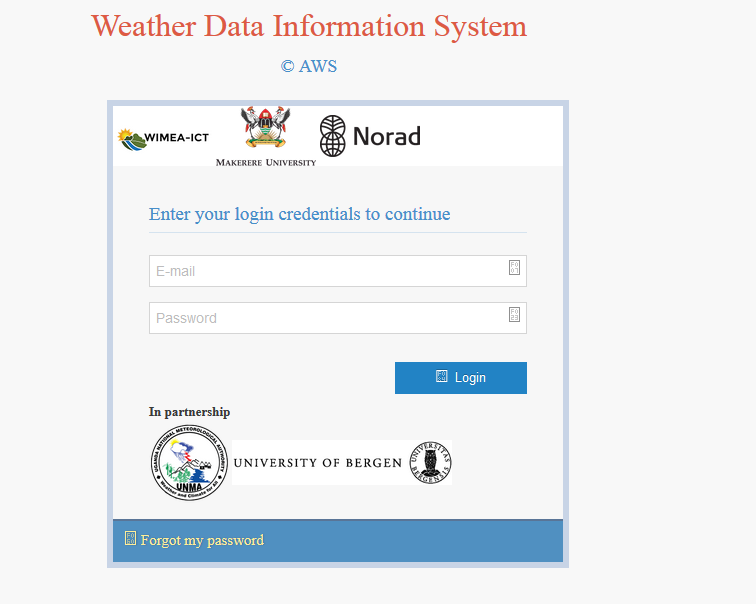 Weather Data Information System
© AWS
WIMEA-ICT
MAKERERE UNIVERSITY
Norad
Enter your login credentials to continue
E-mail
Password
Login
In partnership
UGANDA NATIONAL METEOROLOGICAL AUTHORITY
UNMA
Weather and Climate for All
UNIVERSITY OF BERGEN
UNIVERSITAS BERGENSIS
Forgot my password